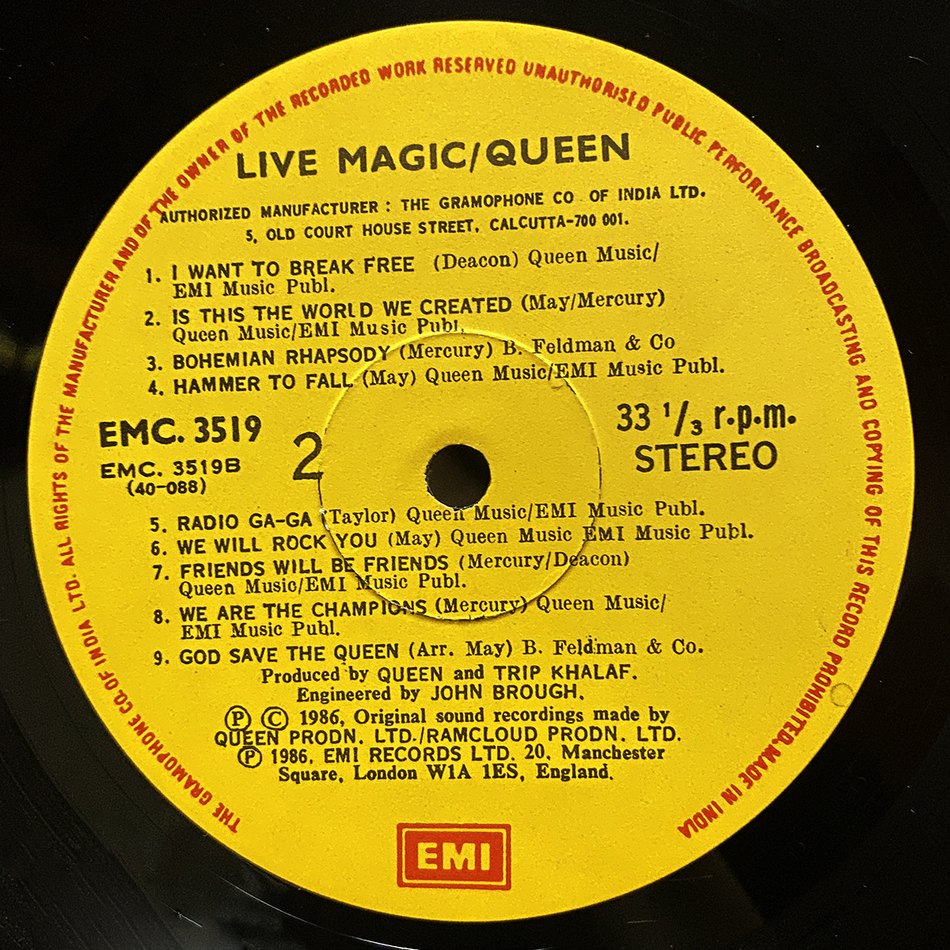 THE GRAMOPHONE CO. OF INDIA LTD. ALL RIGHTS OF THE MANUFACTURER AND OF THE OWNER OF THE RECORDED WORK RESERVED UNAUTHORISED PUBLIC PERFORMANCE BROADCASTING AND COPYING OF THIS RECORD PROHIBITED. MADE IN INDIA
LIVE MAGIC/QUEEN
AUTHORIZED MANUFACTURER : THE GRAMOPHONE CO. OF INDIA LTD.
5, OLD COURT HOUSE STREET, CALCUTTA-700 001.
1. I WANT TO BREAK FREE (Deacon) Queen Music/
EMI Music Publ.
2. IS THIS THE WORLD WE CREATED (May/Mercury)
Queen Music/EMI Music Publ.
3. BOHEMIAN RHAPSODY (Mercury) B. Feldman & Co
4. HAMMER TO FALL (May) Queen Music/EMI Music Publ.
EMC. 3519
EMC. 3519B
(40-088)
2
33 1/3 r.p.m.
STEREO
5. RADIO GA-GA (Taylor) Queen Music/EMI Music Publ.
6. WE WILL ROCK YOU (May) Queen Music EMI Music Publ.
7. FRIENDS WILL BE FRIENDS (Mercury/Deacon)
Queen Music/EMI Music Publ.
8. WE ARE THE CHAMPIONS (Mercury) Queen Music/
EMI Music Publ.
9. GOD SAVE THE QUEEN (Arr. May) B. Feldman & Co.
Produced by QUEEN and TRIP KHALAF.
Engineered by JOHN BROUGH.
Ⓟ © 1986, Original sound recordings made by
QUEEN PRODN. LTD./RAMCLOUD PRODN. LTD.
Ⓟ 1986, EMI RECORDS LTD. 20, Manchester
Square, London W1A 1ES, England.
EMI